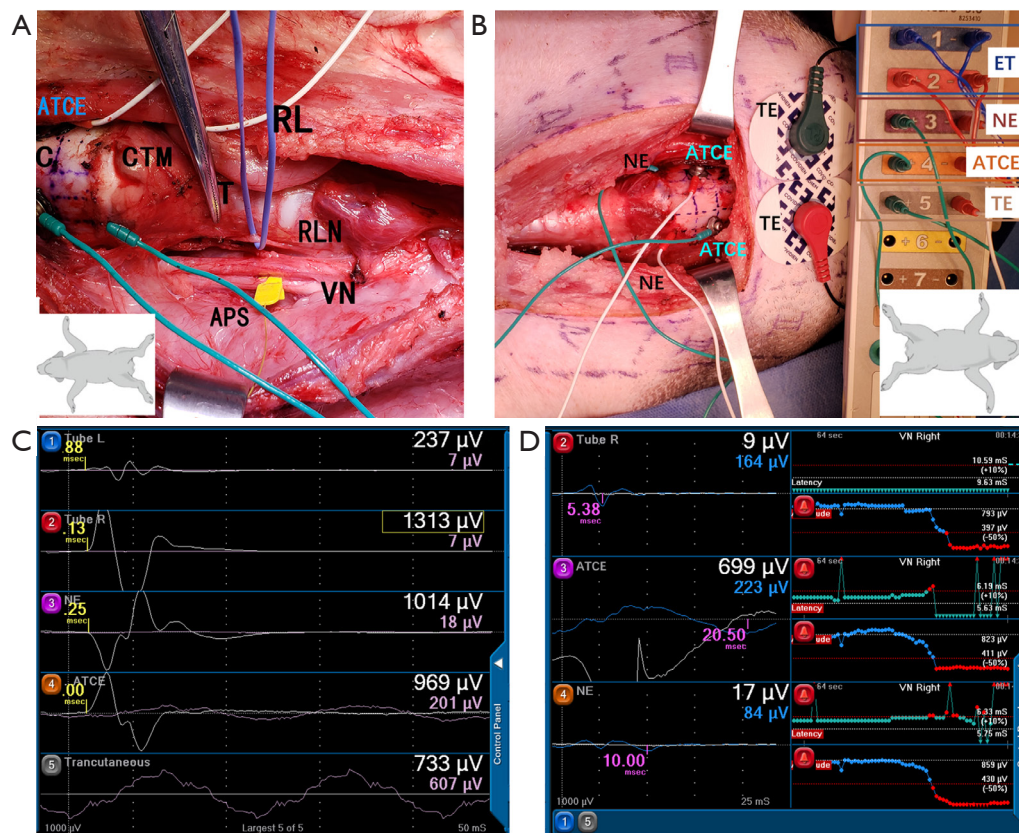 A
ATCE
C
CTM
RL
T
RLN
VN
APS
B
8253410
TE
NE
ATCE
TE
NE
ATCE
1
2
+ 3 -
4
5
+ 6 -
+ 7 -
ET
NE
ATCE
TE
C
1 Tube L
.88
msec
237 µV
7 µV
2 Tube R
.13
msec
1313 µV
7 µV
3 NE
.25
msec
1014 µV
18 µV
4 ATCE
.00
msec
969 µV
201 µV
5 Trancutaneous
733 µV
607 µV
1000 µV
Largest 5 of 5
50 mS
Control Panel
D
2 Tube R
9 µV
164 µV
5.38
msec
64 sec
VN Right
00:14:
10.59 mS
(+10%)
Latency
9.63 mS
793 µV
397 µV
(-50%)
3 ATCE
699 µV
223 µV
20.50
msec
64 sec
VN Right
6.19 mS
(+10%)
Latency
5.63 mS
823 µV
411 µV
(-50%)
4 NE
17 µV
84 µV
10.00
msec
1000 µV
25 mS
64 sec
VN Right
6.33 mS
(+10%)
Latency
5.75 mS
859 µV
430 µV
(-50%)
1 5